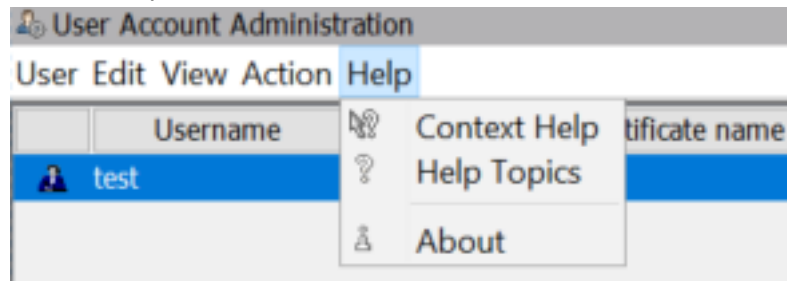 User Account Administration
User Edit View Action Help
Username tificate name
test
Context Help
Help Topics
About